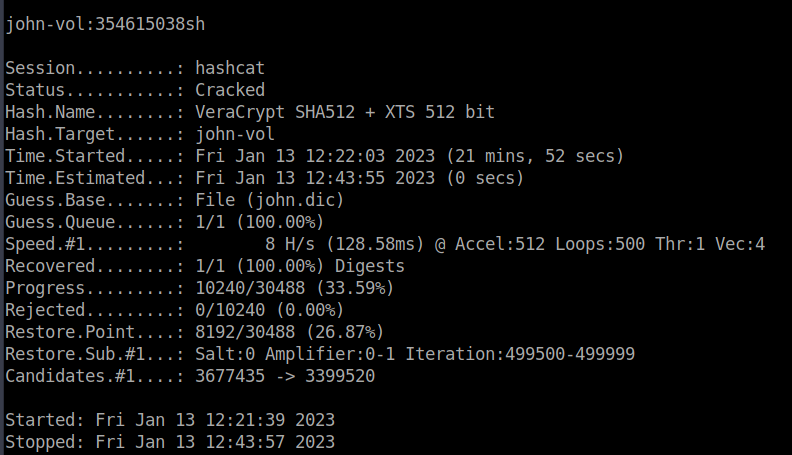 john-vol:354615038sh
Session..........: hashcat
Status...........: Cracked
Hash.Name........: VeraCrypt SHA512 + XTS 512 bit
Hash.Target......: john-vol
Time.Started.....: Fri Jan 13 12:22:03 2023 (21 mins, 52 secs)
Time.Estimated...: Fri Jan 13 12:43:55 2023 (0 secs)
Guess.Base.......: File (john.dic)
Guess.Queue......: 1/1 (100.00%)
Speed.#1.........:        8 H/s (128.58ms) @ Accel:512 Loops:500 Thr:1 Vec:4
Recovered........: 1/1 (100.00%) Digests
Progress.........: 10240/30488 (33.59%)
Rejected.........: 0/10240 (0.00%)
Restore.Point....: 8192/30488 (26.87%)
Restore.Sub.#1...: Salt:0 Amplifier:0-1 Iteration:499500-499999
Candidates.#1....: 3677435 -> 3399520
Started: Fri Jan 13 12:21:39 2023
Stopped: Fri Jan 13 12:43:57 2023